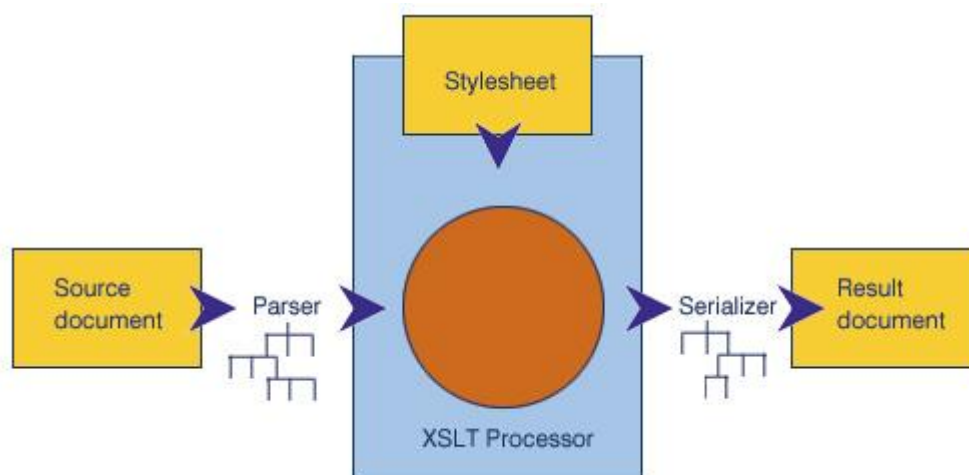 Stylesheet
Source
document
Parser
Serializer
Result
document
XSLT Processor